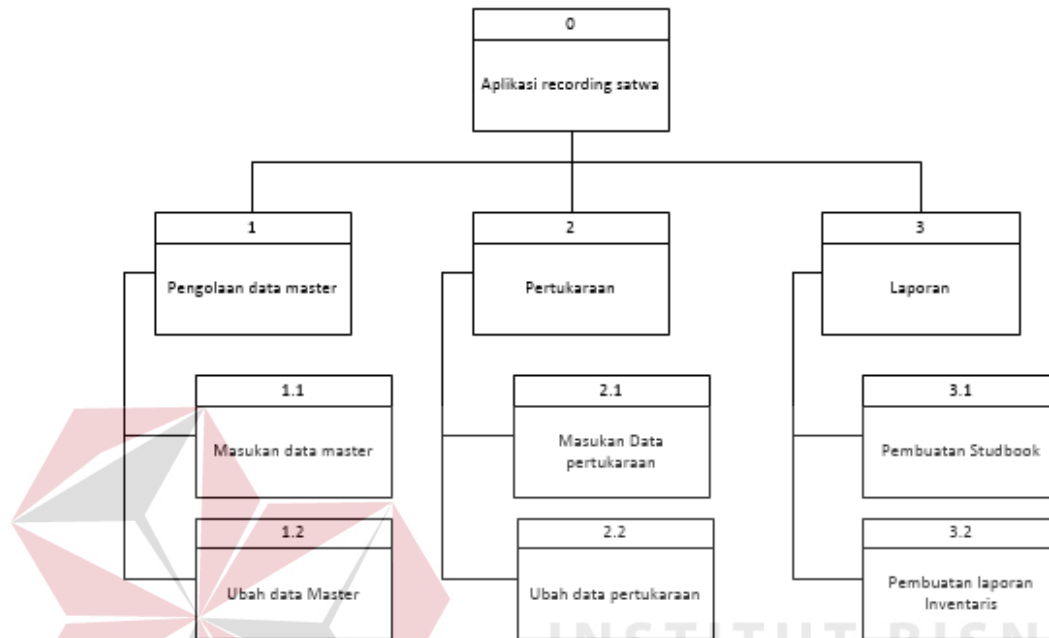 0
Aplikasi recording satwa
1
Pengolaan data master
2
Pertukaraan
3
Laporan
1.1
Masukan data master
2.1
Masukan Data
pertukaraan
3.1
Pembuatan Studbook
1.2
Ubah data Master
2.2
Ubah data pertukaraan
3.2
Pembuatan laporan
Inventaris
INSTITUT BISN